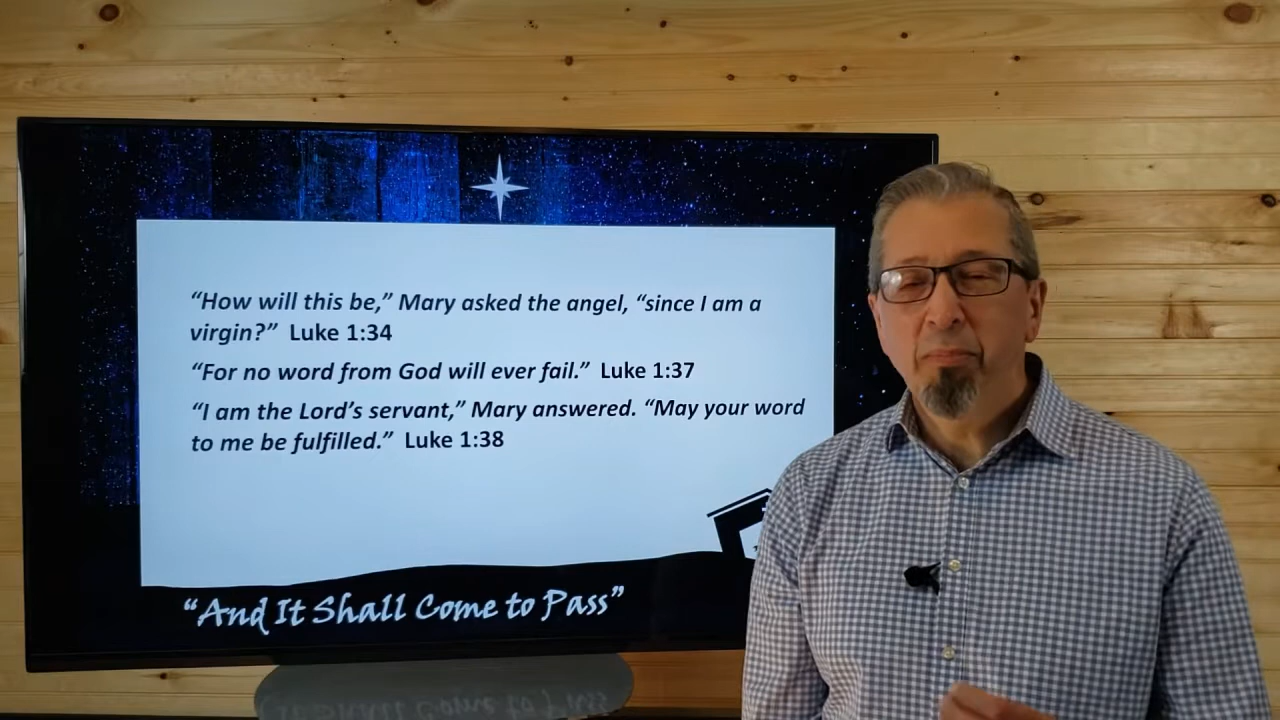 “How will this be,” Mary asked the angel, “since I am a
virgin?” Luke 1:34
“For no word from God will ever fail.” Luke 1:37
“I am the Lord’s servant,” Mary answered. “May your word
to me be fulfilled.” Luke 1:38
“And It Shall Come to Pass”